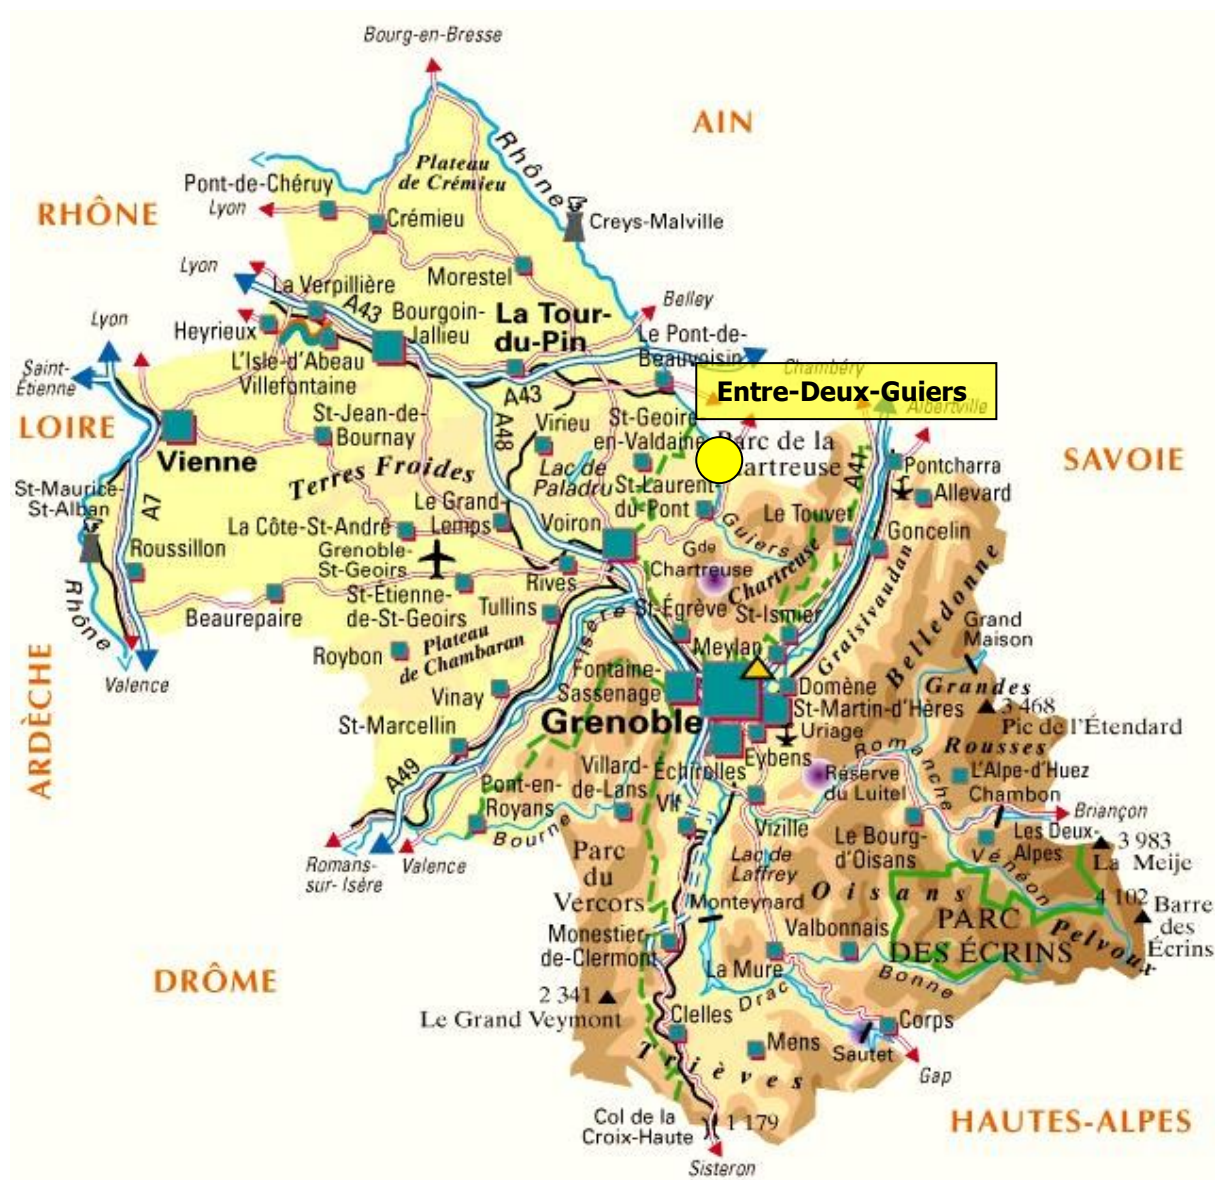 Bourg-en-Bresse
AIN
Rhône
Plateau
de Crémieu
Pont-de-Chéruy
RHÔNE
Lyon
Crémieu
Creys-Malville
Lyon
Morestel
La Verpillière
A43
Bourgoin-
Jallieu
La Tour-
du-Pin
Belley
Lyon
Heyrieux
Le Pont-de-
Beauvoisin
Chambéry
Saint-
Étienne
L'Isle-d'Abeau
Villefontaine
A43
Entre-Deux-Guiers
Albertville
LOIRE
St-Jean-de-
Bournay
A48
Virieu
St-Geoire-
en-Valdaine
Parc de la
artreuse
A41
SAVOIE
Vienne
Terres Froides
Lac de
Paladru
Pontcharra
St-Maurice-
St-Alban
A7
Le Grand-
Lemps
St-Laurent-
du-Pont
Allevard
La Côte-St-André
Voiron
Guiers
Le Touvet
Goncelin
Roussillon
Grenoble-
St-Geoirs
Gde
Chartreuse
Chartreuse
Rhône
Rives
St-Étienne-
de-St-Geoirs
Tullins
Isère
St-Égrève
St-Ismier
Graisivaudan
Belledonne
Beaurepaire
Plateau
de Chambaran
Meylan
Grand
Maison
Roybon
Fontaine-
Sassenage
Domène
Grandes
Rousses
Valence
Vinay
St-Martin-d'Hères
3 468
Pic de l'Étendard
ARDÈCHE
St-Marcellin
Grenoble
Uriage
Romanche
Eybens
Villard-
de-Lans
Échirolles
Réserve
du Luitel
L'Alpe-d'Huez
A49
Pont-en-
Royans
Vif
Chambon
Briançon
Bourne
Vizille
Le Bourg-
d'Oisans
Les Deux-
Alpes
3 983
La Meije
Romans-
sur-Isère
Valence
Parc
du
Vercors
Lac de
Laffrey
Vénéon
Oisans
4 102
Barre
des
Écrins
Monteynard
PARC
DES ÉCRINS
Pelvoux
Valbonnais
Monestier-
de-Clermont
DRÔME
La Mure
Bonne
Drac
2 341
Le Grand Veymont
Clelles
Corps
Mens
Sautet
Trièves
Gap
Col de la
Croix-Haute
1 179
HAUTES-ALPES
Sisteron